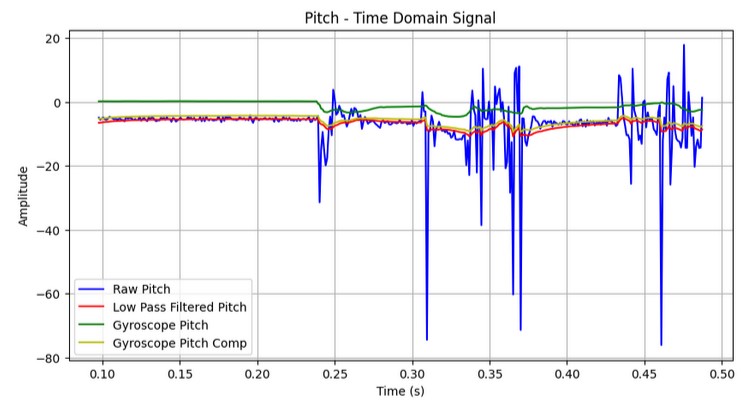 Pitch - Time Domain Signal
20
0
−20
−40
−60
−80
Amplitude
Raw Pitch
Low Pass Filtered Pitch
Gyroscope Pitch
Gyroscope Pitch Comp
0.10 0.15 0.20 0.25 0.30 0.35 0.40 0.45 0.50
Time (s)